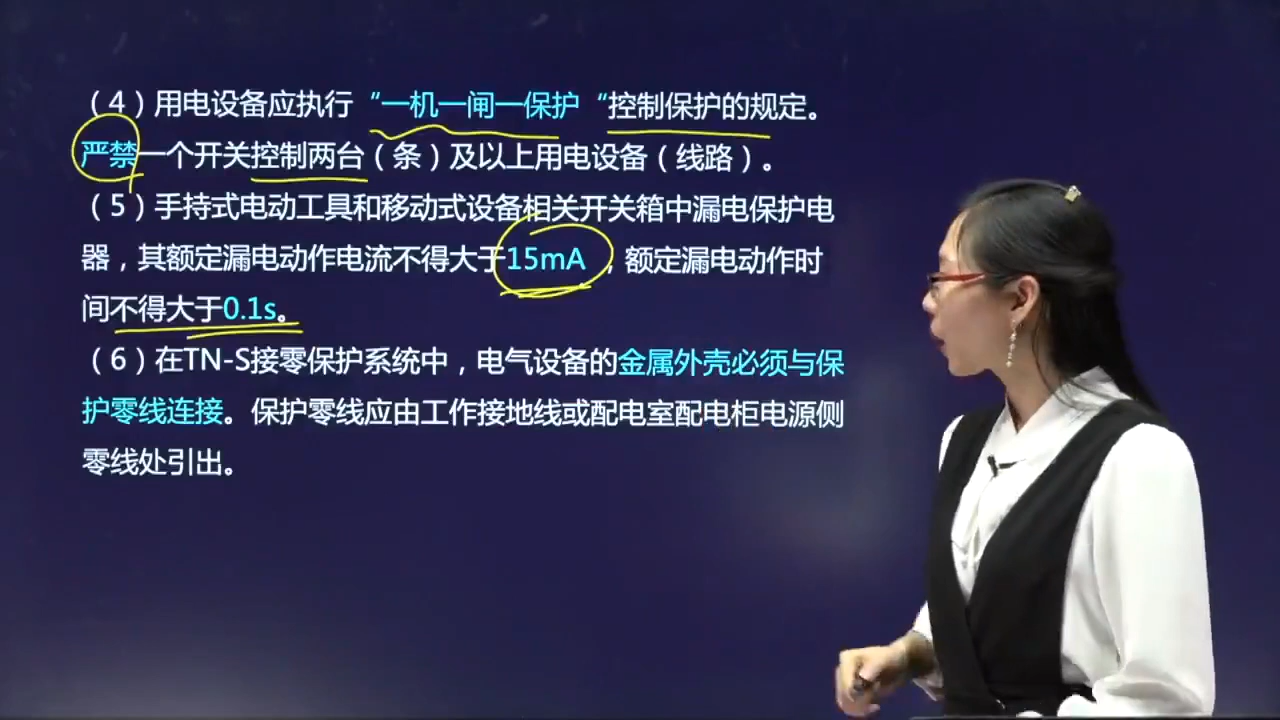 （4）用电设备应执行“一机一闸一保护“控制保护的规定。
严禁一个开关控制两台（条）及以上用电设备（线路）。
（5）手持式电动工具和移动式设备相关开关箱中漏电保护电
器，其额定漏电动作电流不得大于15mA，额定漏电动作时
间不得大于0.1s。
（6）在TN-S接零保护系统中，电气设备的金属外壳必须与保
护零线连接。保护零线应由工作接地线或配电室配电柜电源侧
零线处引出。